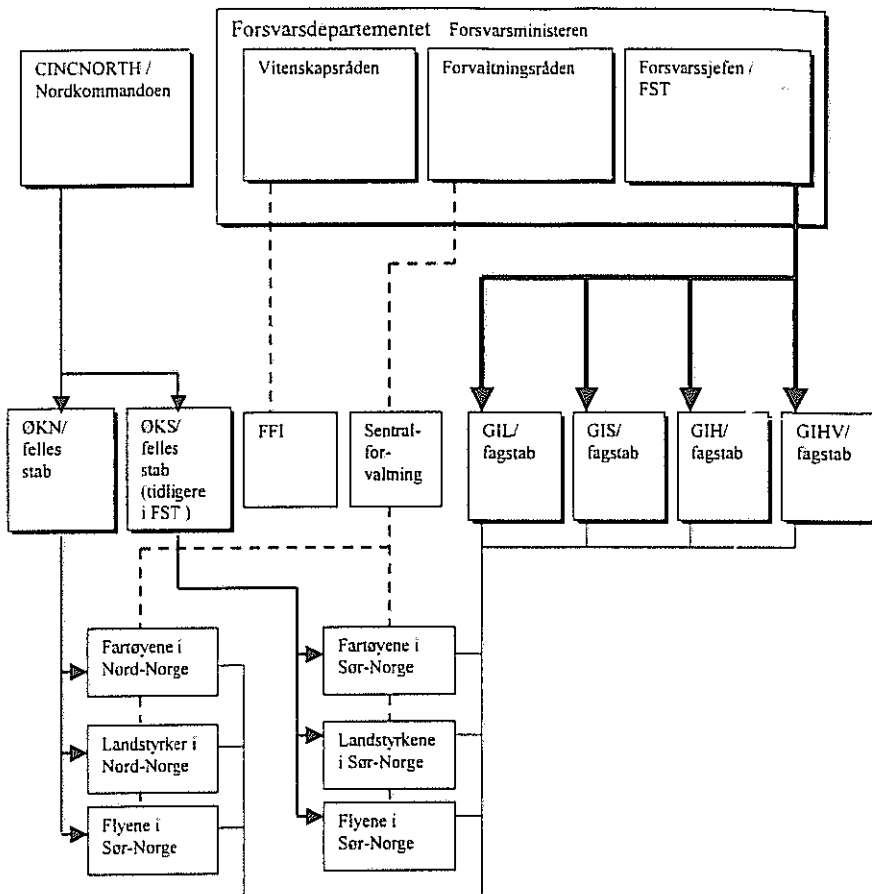 Forsvarsdepartementet Forsvarsministeren
CINCNORTH /
Nordkommandoen
Vitenskapsråden
Forvaltningsråden
Forsvarssjefen /
FST
ØKN/
felles
stab
ØKS/
felles
stab
(tidligere
i FST )
FFI
Sentral-
for-
valtning
GIL/
fagstab
GIS/
fagstab
GIH/
fagstab
GIHV/
fagstab
Fartøyene i
Nord-Norge
Fartøyene i
Sør-Norge
Landstyrker i
Nord-Norge
Landstyrkene
i Sør-Norge
Flyene i
Sør-Norge
Flyene i
Sør-Norge